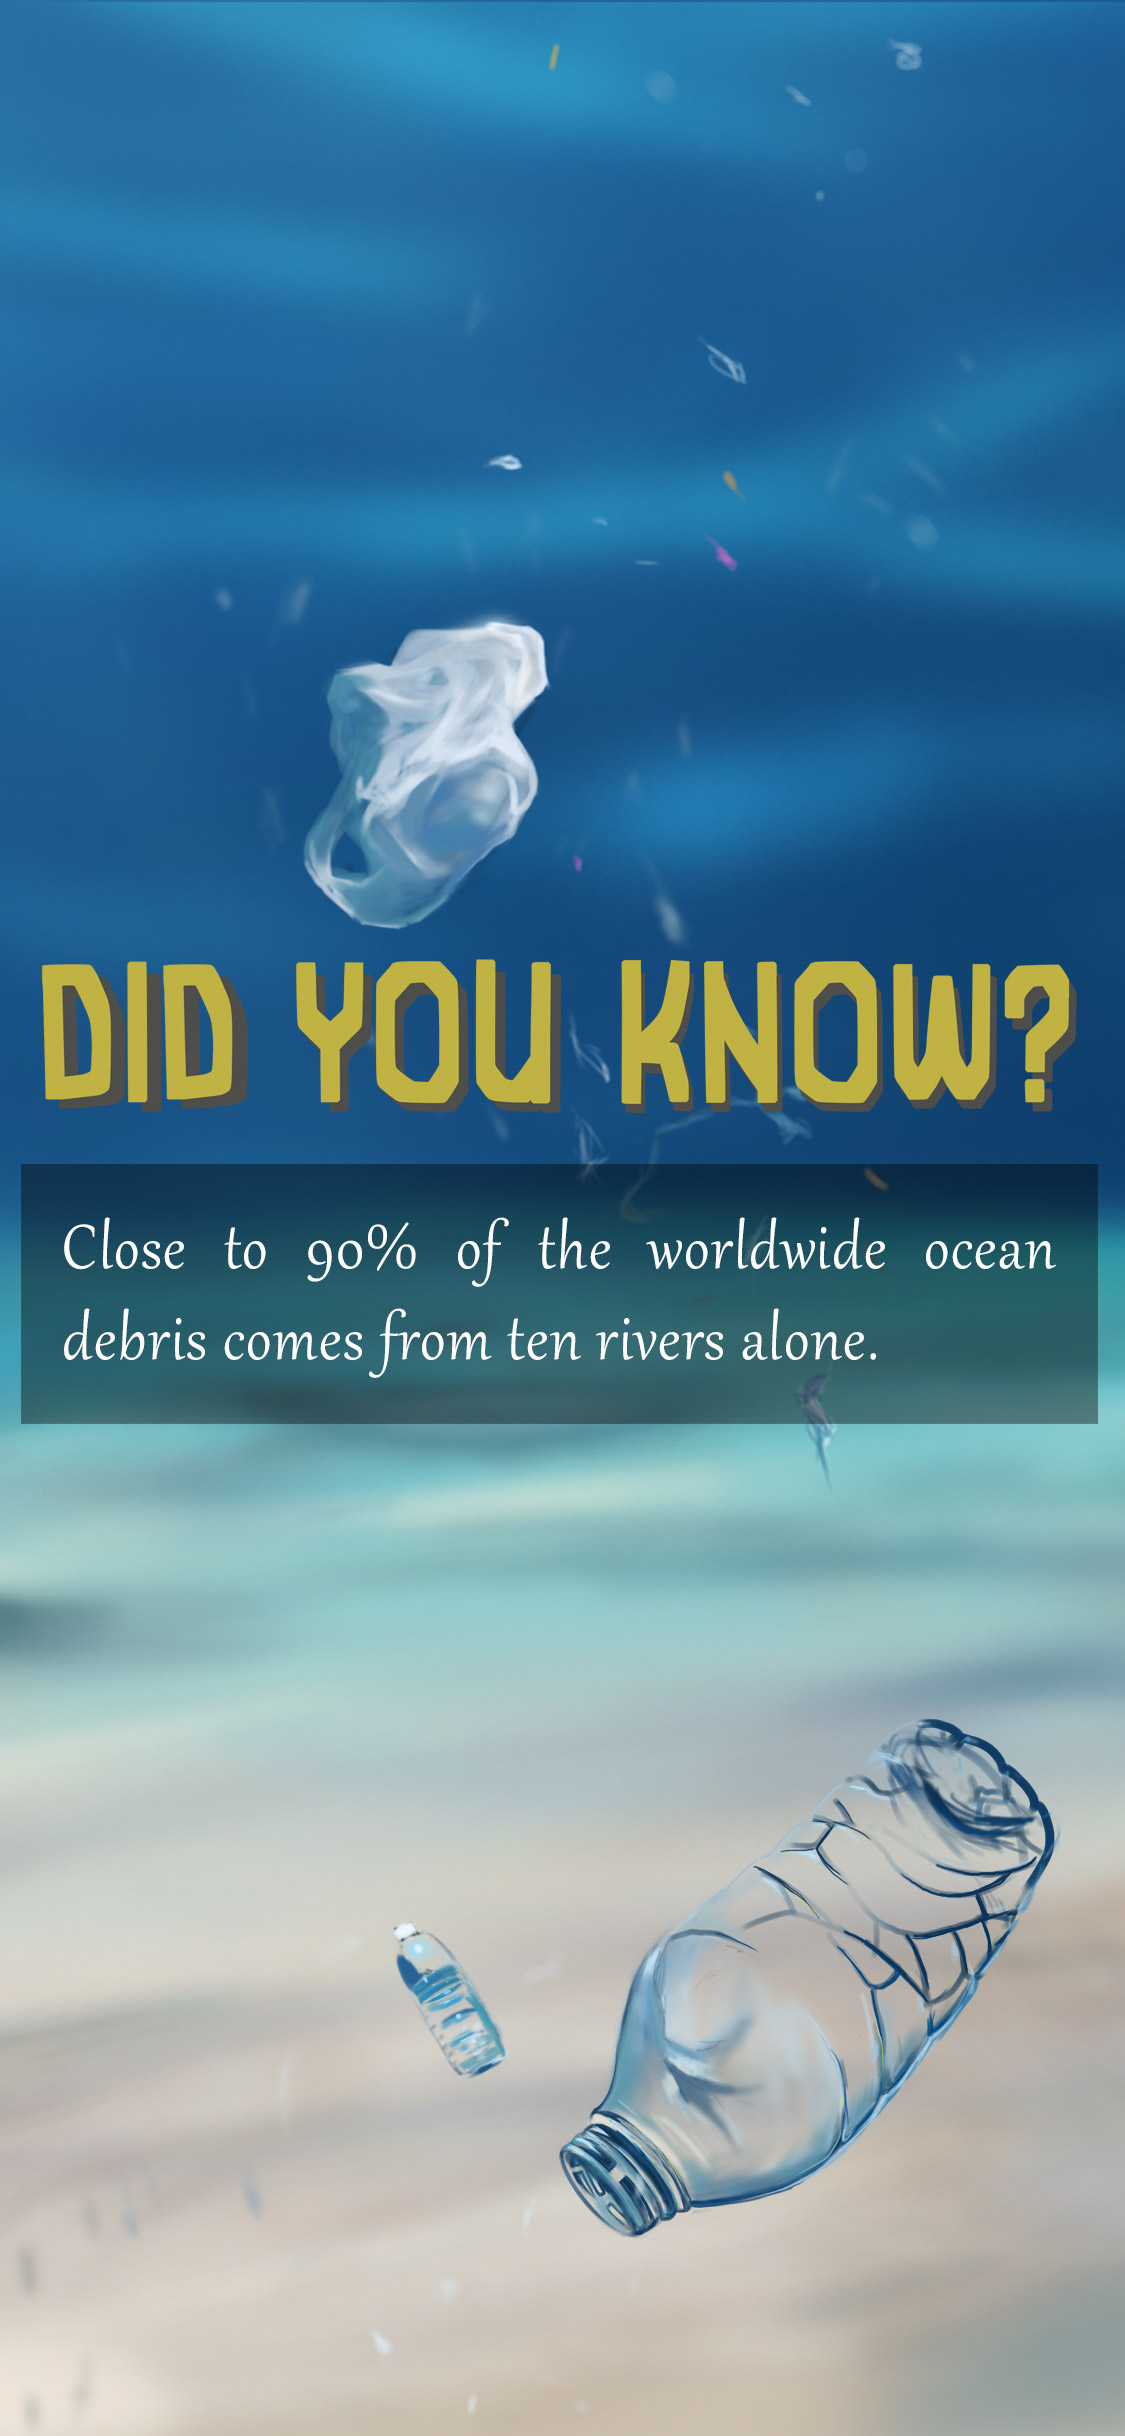 DID YOU KNOW?
Close to 90% of the worldwide ocean
debris comes from ten rivers alone.